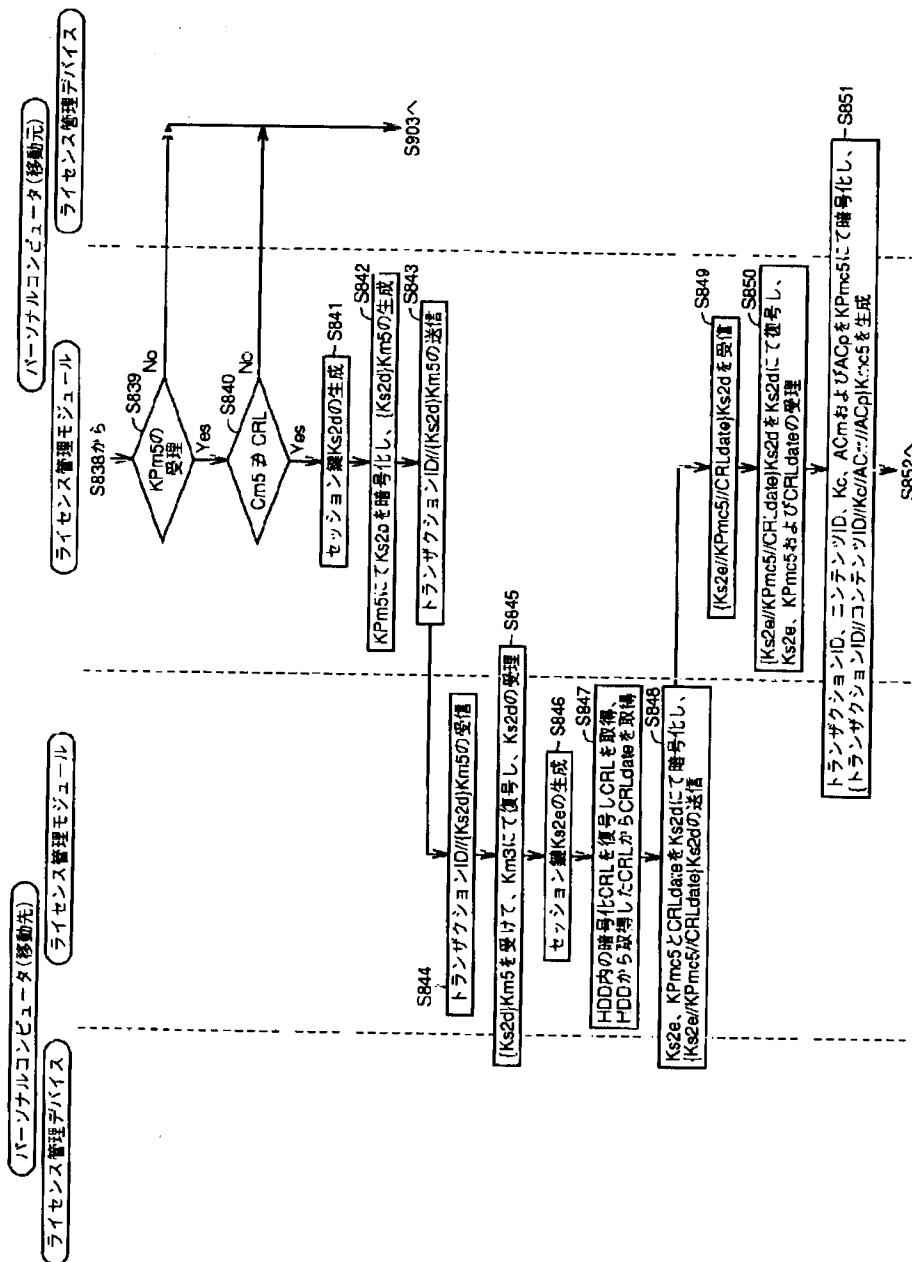 パーソナルコンピュータ(移動先)
パーソナルコンピュータ(移動元)
ライセンス管理デバイス
ライセンス管理モジュール
ライセンス管理モジュール
ライセンス管理デバイス
S838から
S839
KPm5の
受理
No
Yes
S840
Cm5 ∌ CRL
No
Yes
S903へ
S841
セッション鍵Ks2dの生成
S842
KPm5にてKs2dを暗号化し、{Ks2d}Km5の生成
S843
トランザクションID//{Ks2d}Km5の送信
S844
トランザクションID//{Ks2d}Km5の受信
S845
{Ks2d}Km5を受けて、Km3にて復号し、Ks2dの受理
S846
セッション鍵Ks2eの生成
S847
HDD内の暗号化CRLを復号しCRLを取得、
HDDから取得したCRLからCRLdateを取得
S848
Ks2e、KPmc5とCRLdateをKs2dにて暗号化し、
{Ks2e//KPmc5//CRLdate}Ks2dの送信
S849
{Ks2e//KPmc5//CRLdate}Ks2dを受信
S850
{Ks2e//KPmc5//CRLdate}Ks2dをKs2dにて復号し、
Ks2e、KPmc5およびCRLdateの受理
S851
トランザクションID、コンテンツID、Kc、ACmおよびACpをKPmc5にて暗号化し、
{トランザクションID//コンテンツID//Kc//ACm//ACp}Kmc5を生成
S852へ